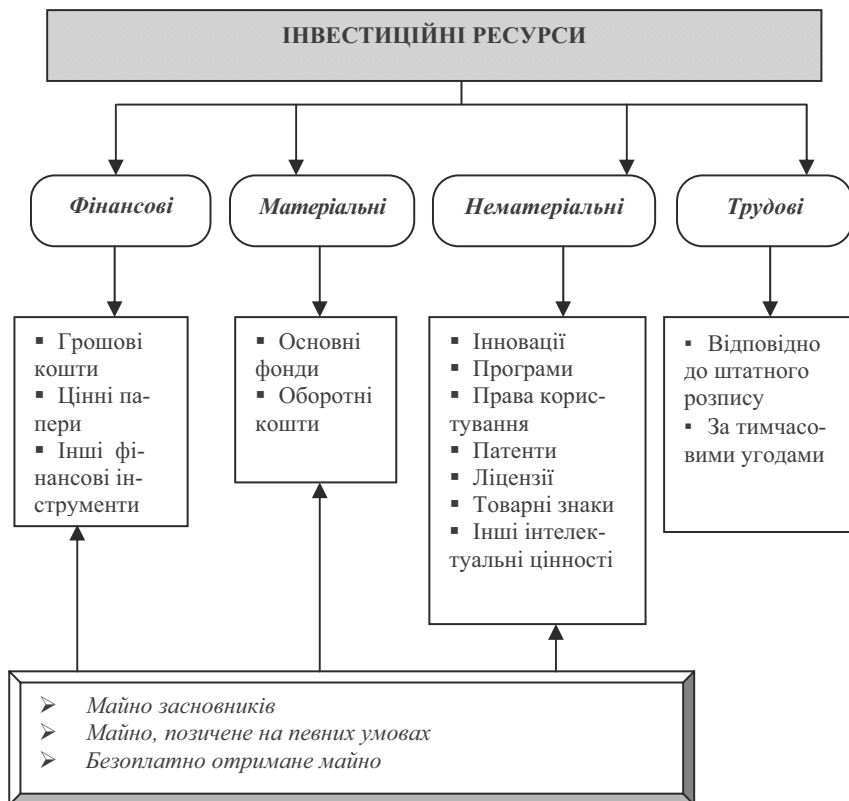 ІНВЕСТИЦІЙНІ РЕСУРСИ
Фінансові
Матеріальні
Нематеріальні
Трудові
▪ Грошові
кошти
▪ Цінні па-
пери
▪ Інші фі-
нансові ін-
струменти
▪ Основні
фонди
▪ Оборотні
кошти
▪ Інновації
▪ Програми
▪ Права корис-
тування
▪ Патенти
▪ Ліцензії
▪ Товарні знаки
▪ Інші інтелек-
туальні цінності
▪ Відповідно
до штатного
розпису
▪ За тимчасо-
вими угодами
➢ Майно засновників
➢ Майно, позичене на певних умовах
➢ Безоплатно отримане майно